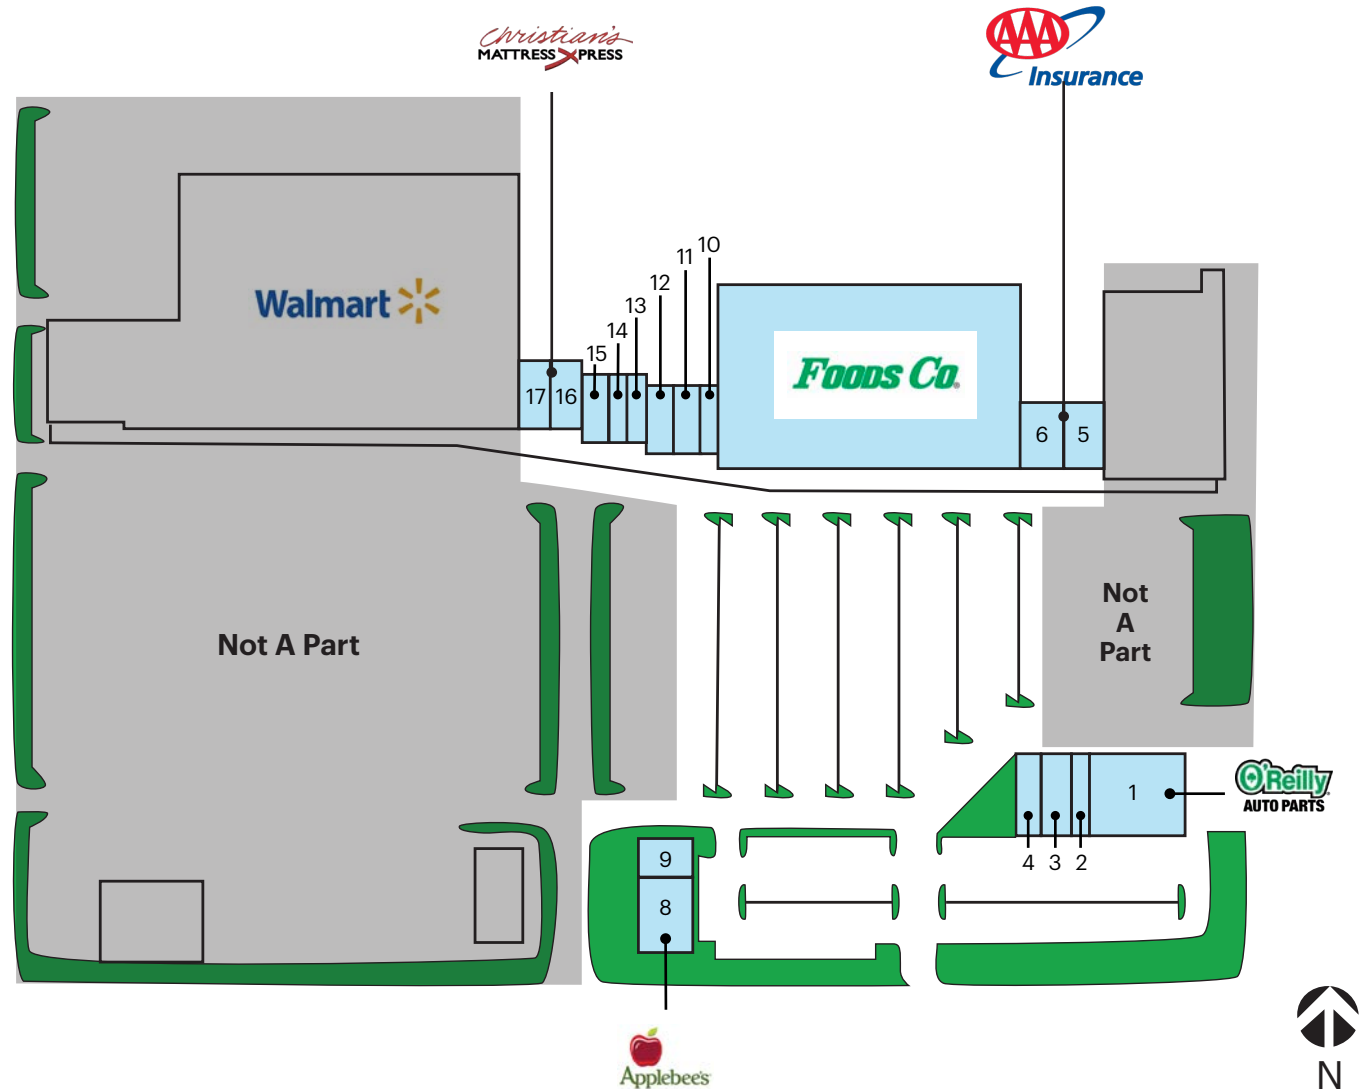 Christian's
MATTRESS XPRESS
AAA
Insurance
10
11
12
13
14
15
Walmart
Foods Co.
17 16
6 5
Not
A
Part
Not A Part
1
O'Reilly
AUTO PARTS
4 3 2
9
8
Applebee's
N